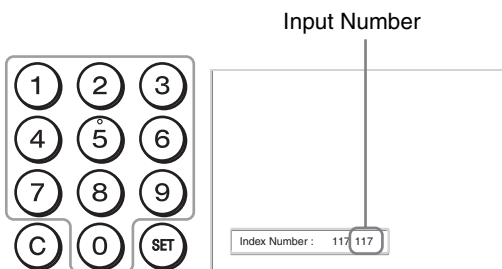 Input Number
1 2 3
4 5 6
7 8 9
C 0 SET
Index Number : 117 117